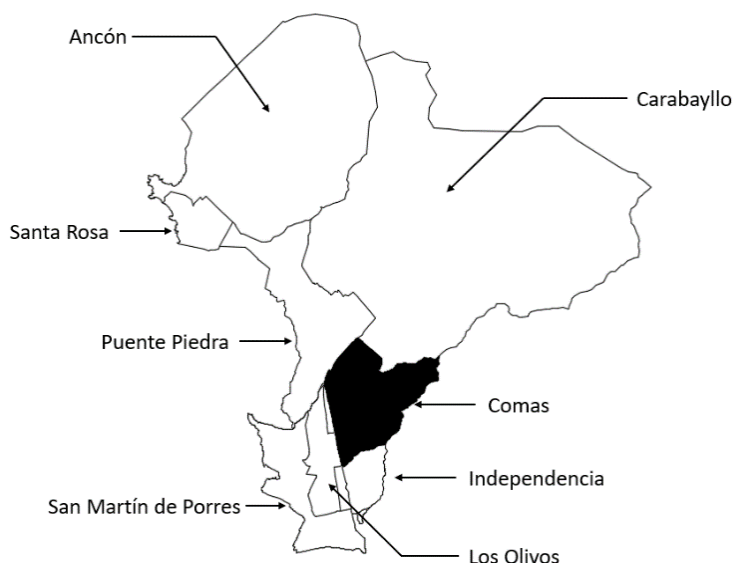 Ancón
Carabayllo
Santa Rosa
Puente Piedra
Comas
Independencia
San Martín de Porres
Los Olivos